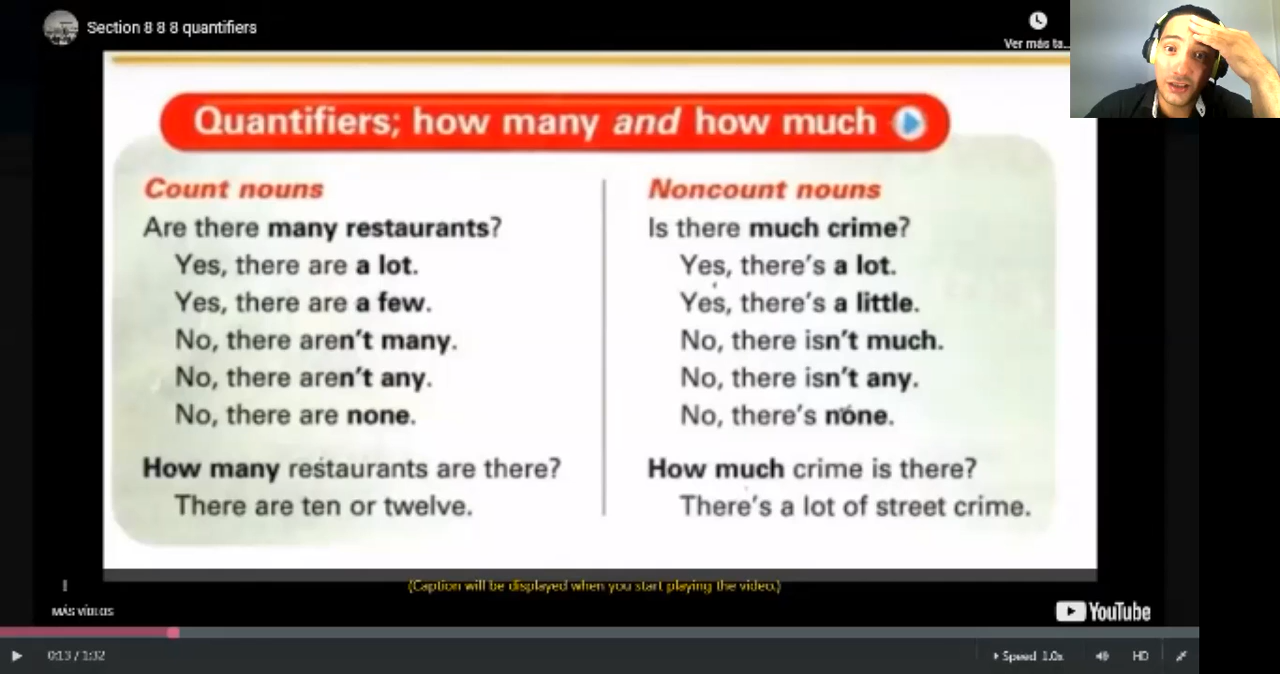 Section 8 8 8 quantifiers
Ver más ta...
Quantifiers; how many and how much
Count nouns
Are there many restaurants?
Yes, there are a lot.
Yes, there are a few.
No, there aren't many.
No, there aren't any.
No, there are none.
How many restaurants are there?
There are ten or twelve.
Noncount nouns
Is there much crime?
Yes, there's a lot.
Yes, there's a little.
No, there isn't much.
No, there isn't any.
No, there's none.
How much crime is there?
There's a lot of street crime.
(Caption will be displayed when you start playing the video.)
MÁS VÍDEOS
YouTube
0:13 / 1:32
Speed 1.0x
HD